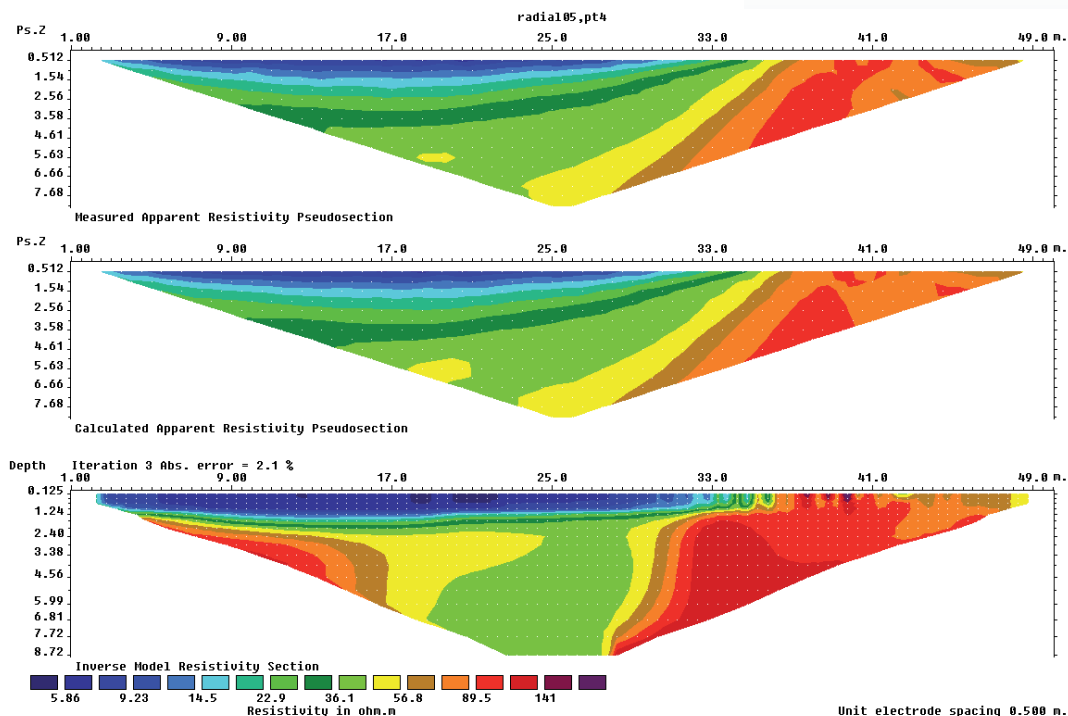 radial05,pt4
Ps.Z
1.00 9.00 17.0 25.0 33.0 41.0 49.0 m.
0.512
1.54
2.56
3.58
4.61
5.63
6.66
7.68
Measured Apparent Resistivity Pseudosection
Ps.Z
1.00 9.00 17.0 25.0 33.0 41.0 49.0 m.
0.512
1.54
2.56
3.58
4.61
5.63
6.66
7.68
Calculated Apparent Resistivity Pseudosection
Depth Iteration 3 Abs. error = 2.1 %
1.00 9.00 17.0 25.0 33.0 41.0 49.0 m.
0.125
1.24
2.40
3.38
4.56
5.99
6.81
7.72
8.72
Inverse Model Resistivity Section
5.86 9.23 14.5 22.9 36.1 56.8 89.5 141
Resistivity in ohm.m Unit electrode spacing 0.500 m.